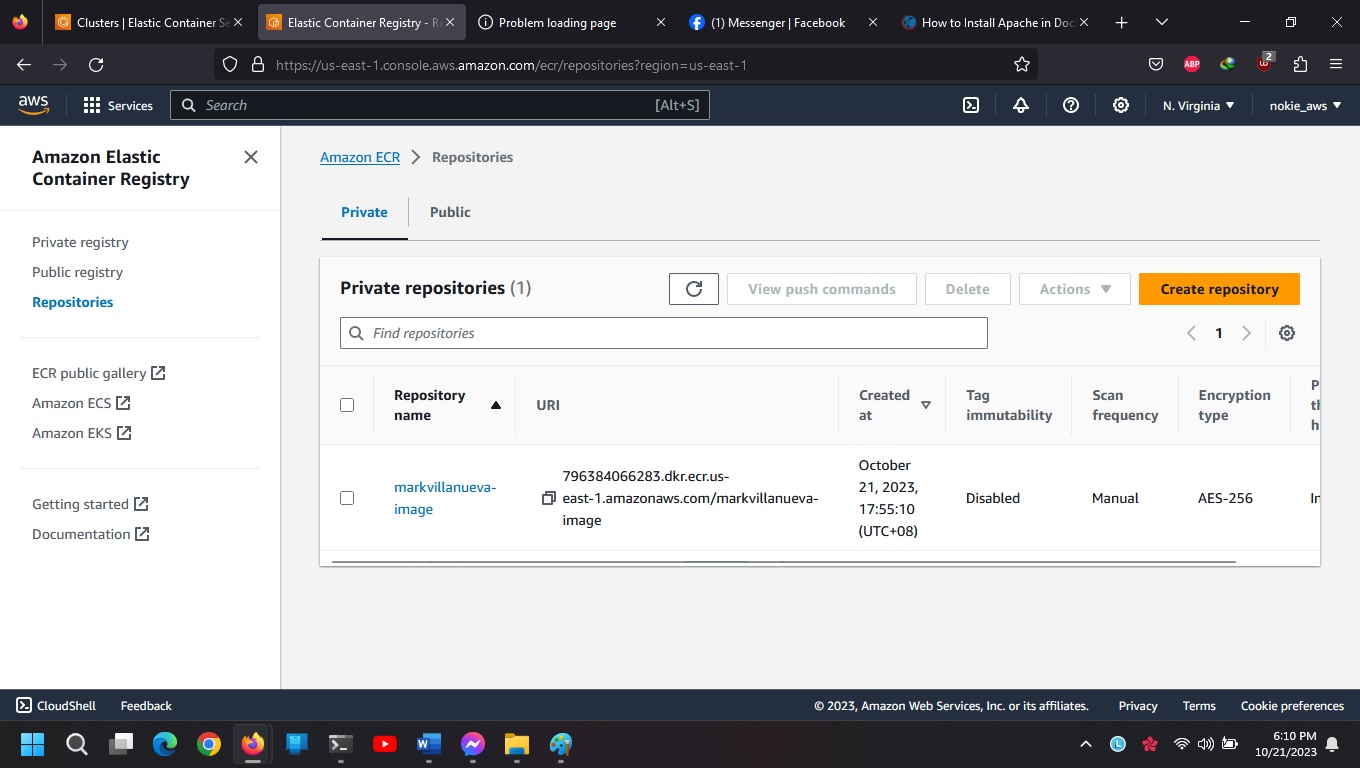 Clusters | Elastic Container Se
Elastic Container Registry - Re
Problem loading page
(1) Messenger | Facebook
How to Install Apache in Doc
https://us-east-1.console.aws.amazon.com/ecr/repositories?region=us-east-1
ABP
2
aws
Services
Search
[Alt+S]
N. Virginia
nokie_aws
Amazon Elastic
Container Registry
Private registry
Public registry
Repositories
ECR public gallery
Amazon ECS
Amazon EKS
Getting started
Documentation
Amazon ECR
Repositories
Private
Public
Private repositories (1)
View push commands
Delete
Actions
Create repository
Find repositories
1
Repository
name
URI
Created
at
Tag
immutability
Scan
frequency
Encryption
type
markvillanueva-
image
796384066283.dkr.ecr.us-
east-1.amazonaws.com/markvillanueva-
image
October
21, 2023,
17:55:10
(UTC+08)
Disabled
Manual
AES-256
CloudShell
Feedback
© 2023, Amazon Web Services, Inc. or its affiliates.
Privacy
Terms
Cookie preferences
6:10 PM
10/21/2023